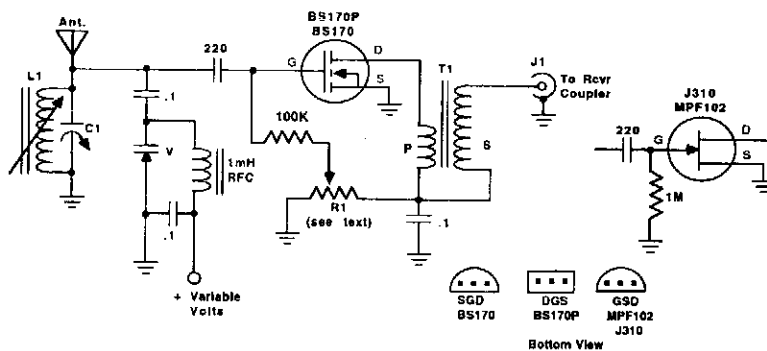 Ant.
L1
C1
.1
V
1mH
RFC
.1
+ Variable
Volts
220
BS170P
BS170
G
D
S
100K
R1
(see text)
P
T1
S
.1
J1
To Rcvr
Coupler
J310
MPF102
220
G
D
S
1M
SGD
BS170
DGS
BS170P
GSD
MPF102
J310
Bottom View